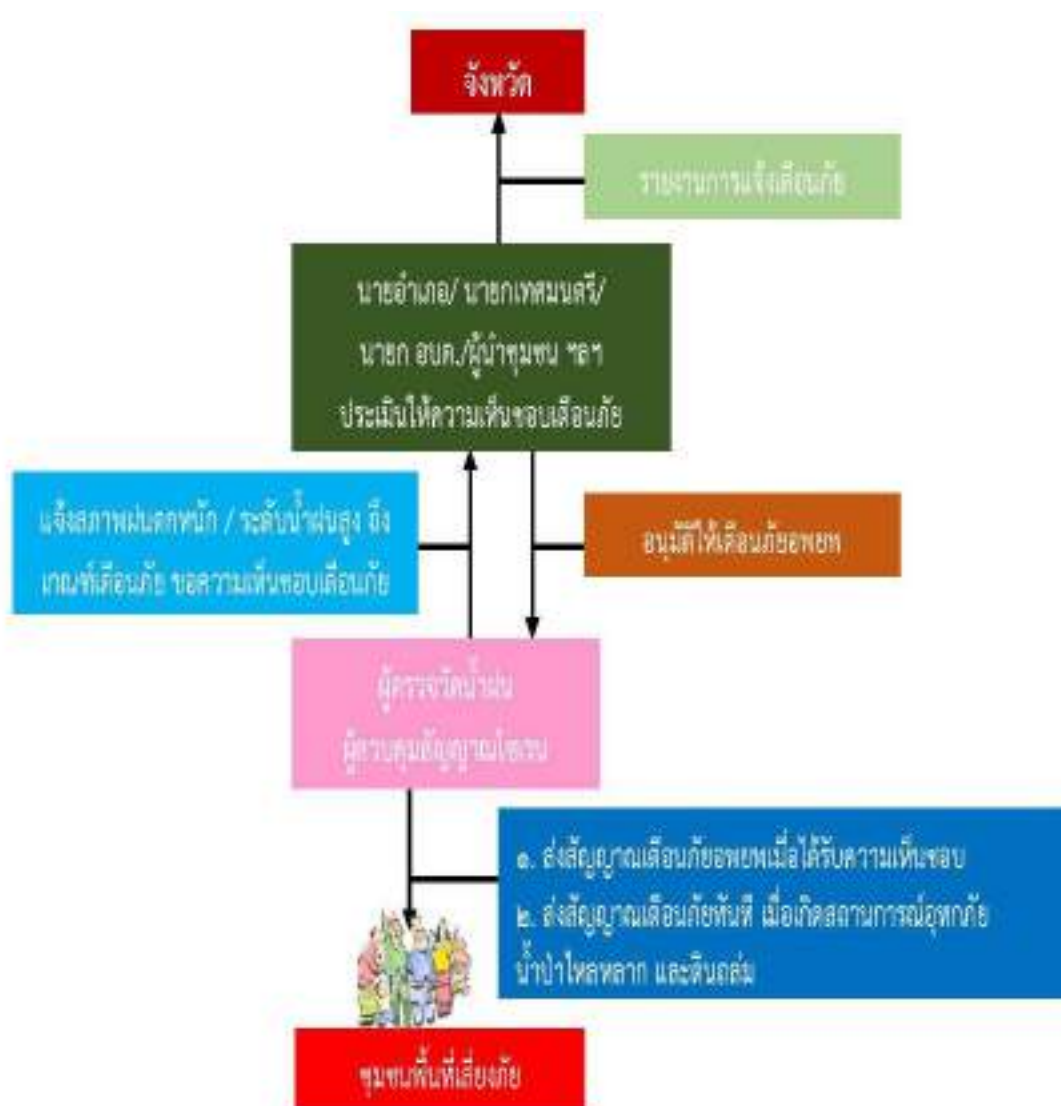 จังหวัด
รายงานการแจ้งเตือนภัย
นายอำเภอ/ นายกเทศมนตรี/
นายก อบต./ผู้นำชุมชน ฯลฯ
ประเมินให้ความเห็นชอบเตือนภัย
แจ้งสภาพฝนตกหนัก / ระดับน้ำฝนสูง ถึง
เกณฑ์เตือนภัย ขอความเห็นชอบเตือนภัย
อนุมัติให้เตือนภัยอพยพ
ผู้ตรวจวัดน้ำฝน
ผู้ควบคุมสัญญาณไซเรน
๑. ส่งสัญญาณเตือนภัยอพยพเมื่อได้รับความเห็นชอบ
๒. ส่งสัญญาณเตือนภัยทันที เมื่อเกิดสถานการณ์อุทกภัย
น้ำป่าไหลหลาก และดินถล่ม
ชุมชนพื้นที่เสี่ยงภัย